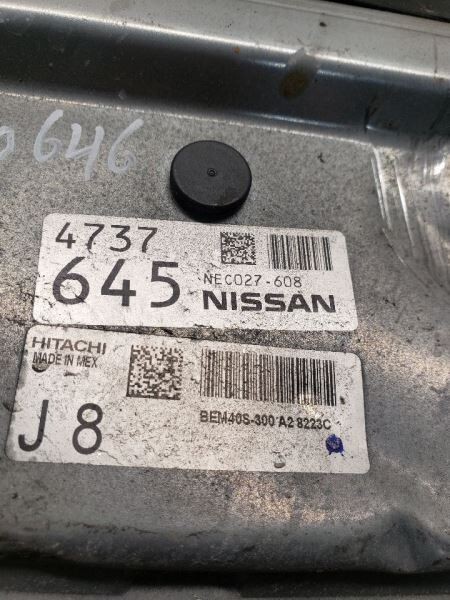 0646
4737
645
NEC027-608
NISSAN
HITACHI
MADE IN MEX
J 8
BEM40S-300 A2 8223C